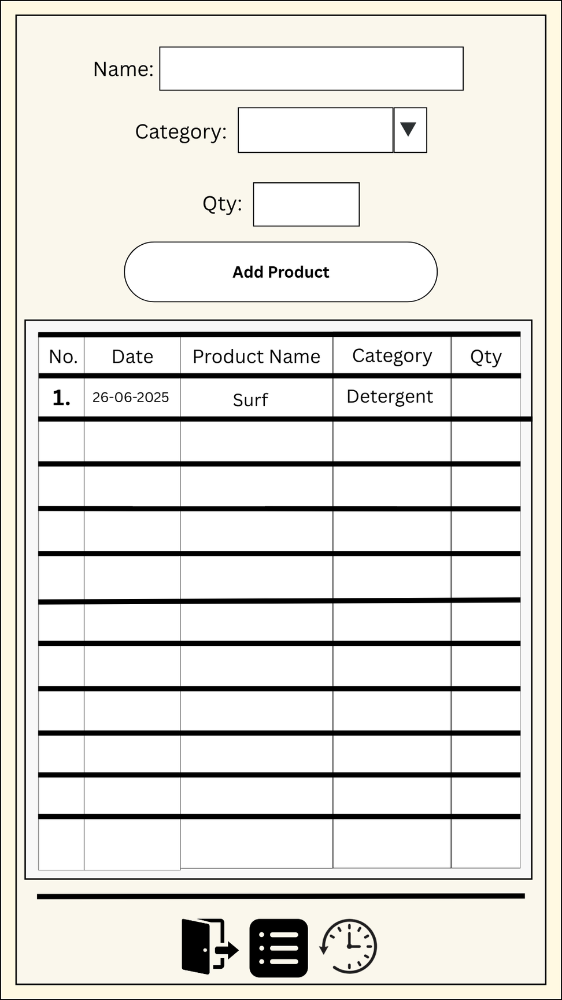 Name:
Category:
Qty:
Add Product
No. Date Product Name Category Qty
1. 26-06-2025 Surf Detergent